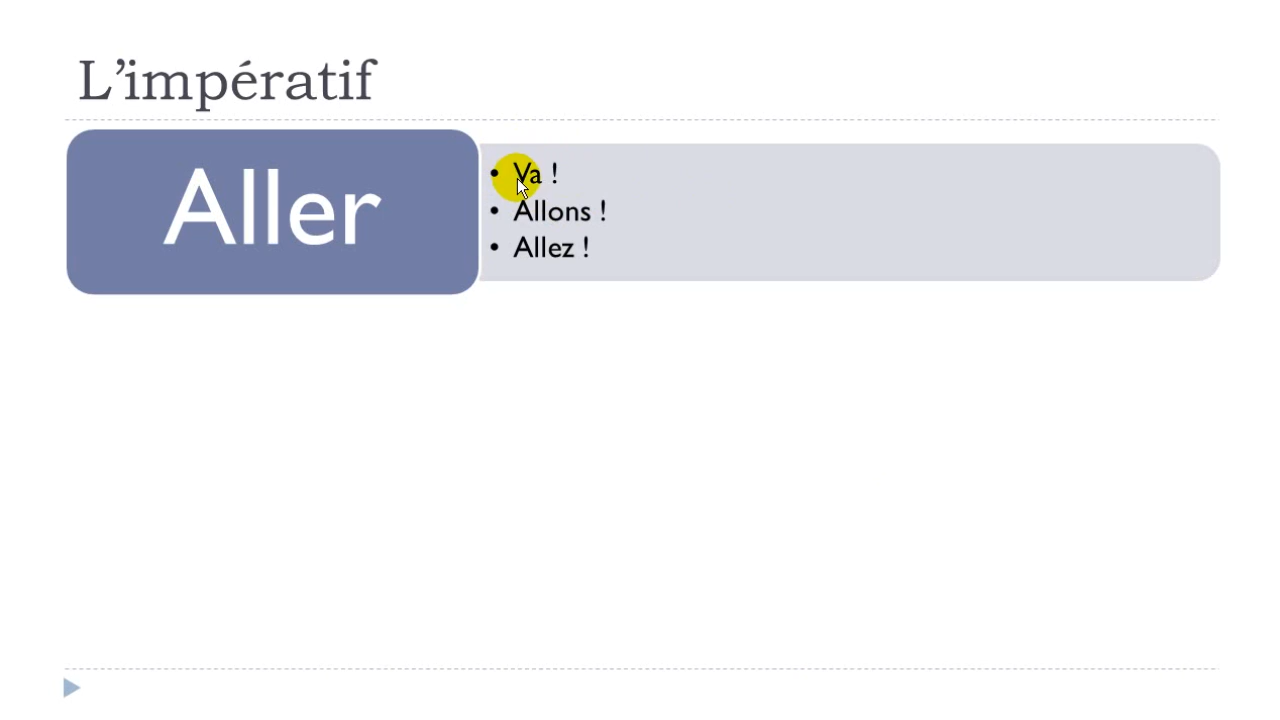 L’impératif
Aller
• Va !
• Allons !
• Allez !